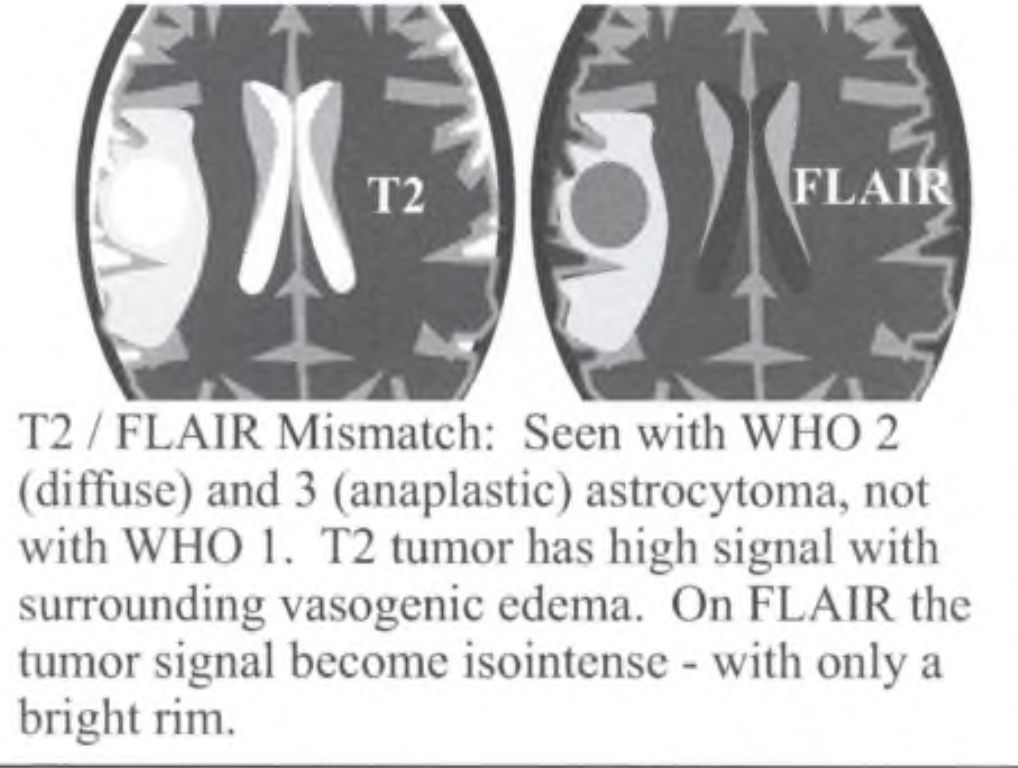 T2
FLAIR
T2 / FLAIR Mismatch:  Seen with WHO 2
(diffuse) and 3 (anaplastic) astrocytoma, not
with WHO 1.  T2 tumor has high signal with
surrounding vasogenic edema.  On FLAIR the
tumor signal become isointense - with only a
bright rim.